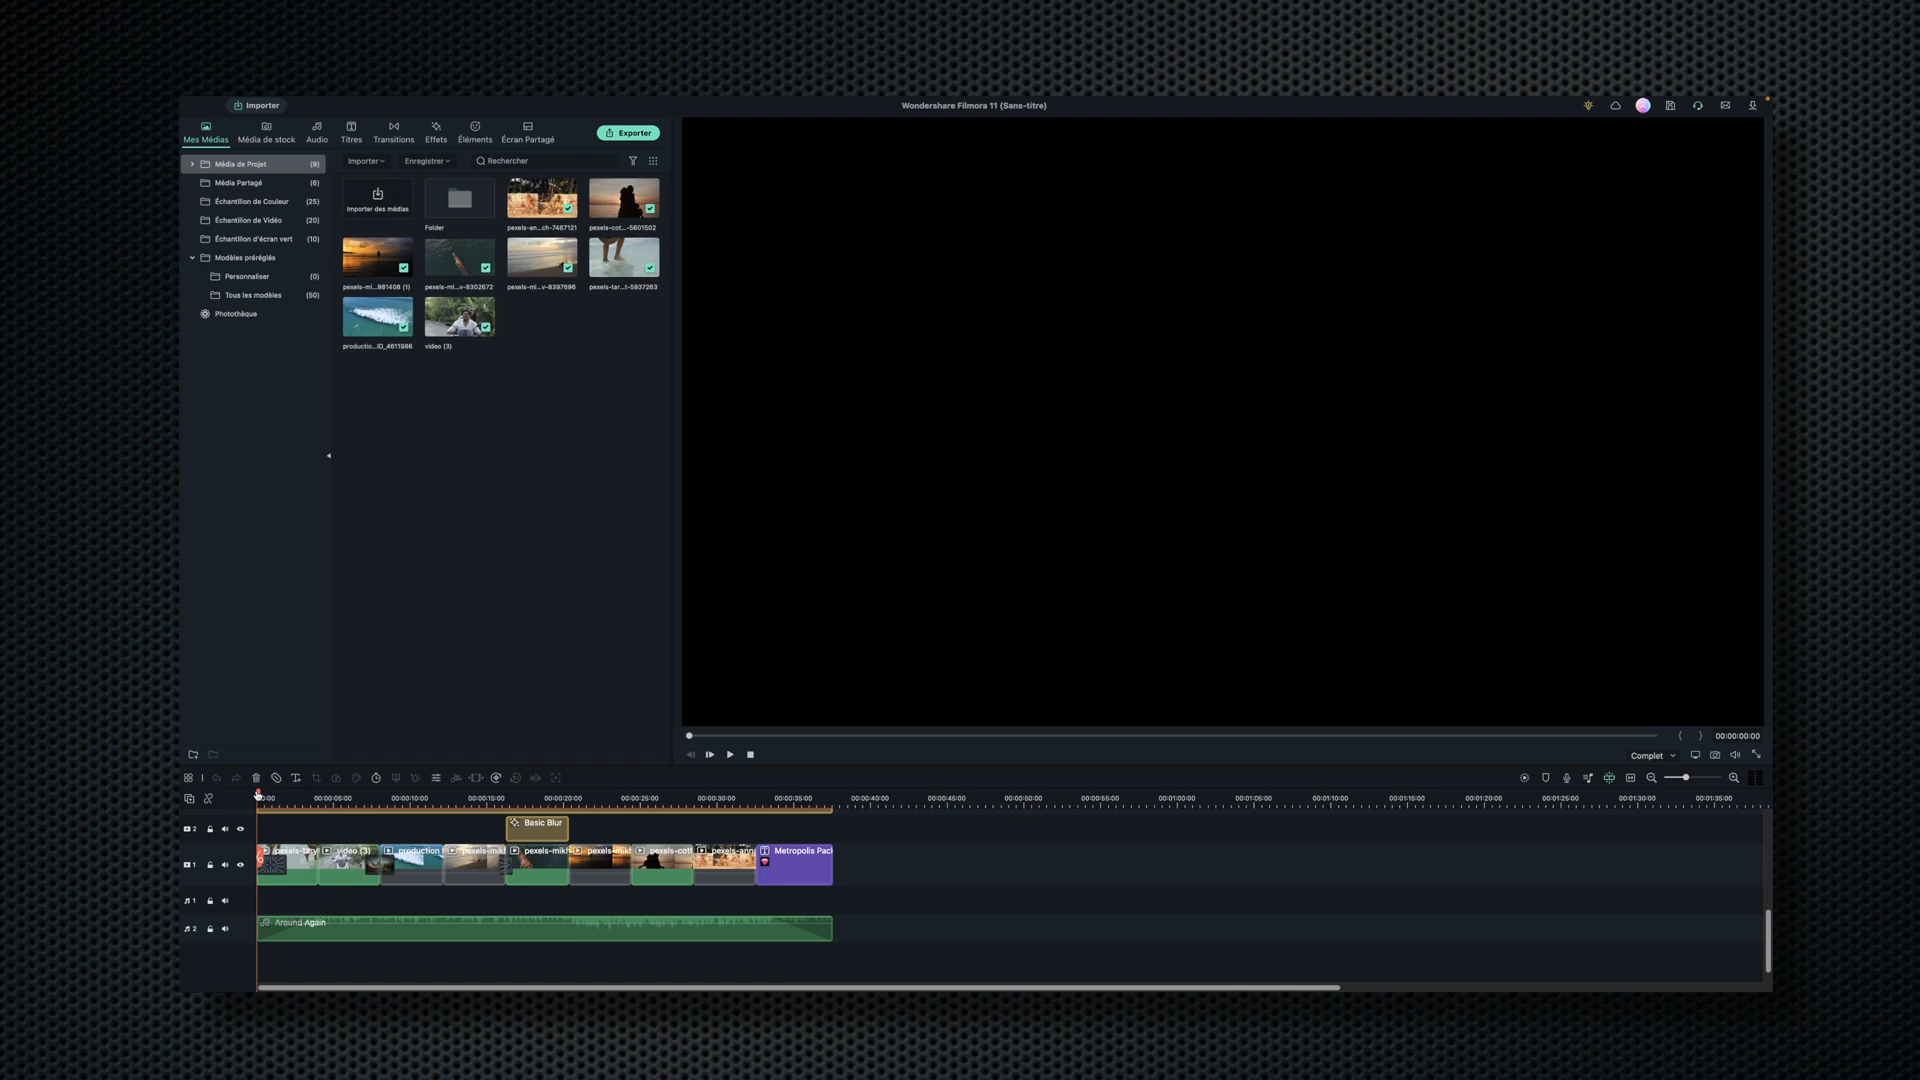 Importer
Wondershare Filmora 11 (Sans-titre)
Mes Médias
Média de stock
Audio
Titres
Transitions
Effets
Éléments
Écran Partagé
Exporter
Média de Projet (9)
Média Partagé (6)
Échantillon de Couleur (25)
Échantillon de Vidéo (20)
Échantillon d'écran vert (10)
Modèles préréglés
Personnaliser (0)
Tous les modèles (50)
Photothèque
Importer
Enregistrer
Rechercher
Importer des médias
Folder
pexels-an...ch-7467121
pexels-cot...-5601502
pexels-mi...981408 (1)
pexels-mi...v-8302672
pexels-mi...v-8397696
pexels-tar...t-5937263
productio...ID_4611986
video (3)
00:00:00:00
Complet
00:00:05:00
00:00:10:00
00:00:15:00
00:00:20:00
00:00:25:00
00:00:30:00
00:00:35:00
00:00:40:00
00:00:45:00
00:00:50:00
00:00:55:00
00:01:00:00
00:01:05:00
00:01:10:00
00:01:15:00
00:01:20:00
00:01:25:00
00:01:30:00
00:01:35:00
2
Basic Blur
1
video (3)
production
pexels-mik
pexels-mikh
pexels-mikh
pexels-cott
pexels-anna
Metropolis Pack
1
2
Around Again